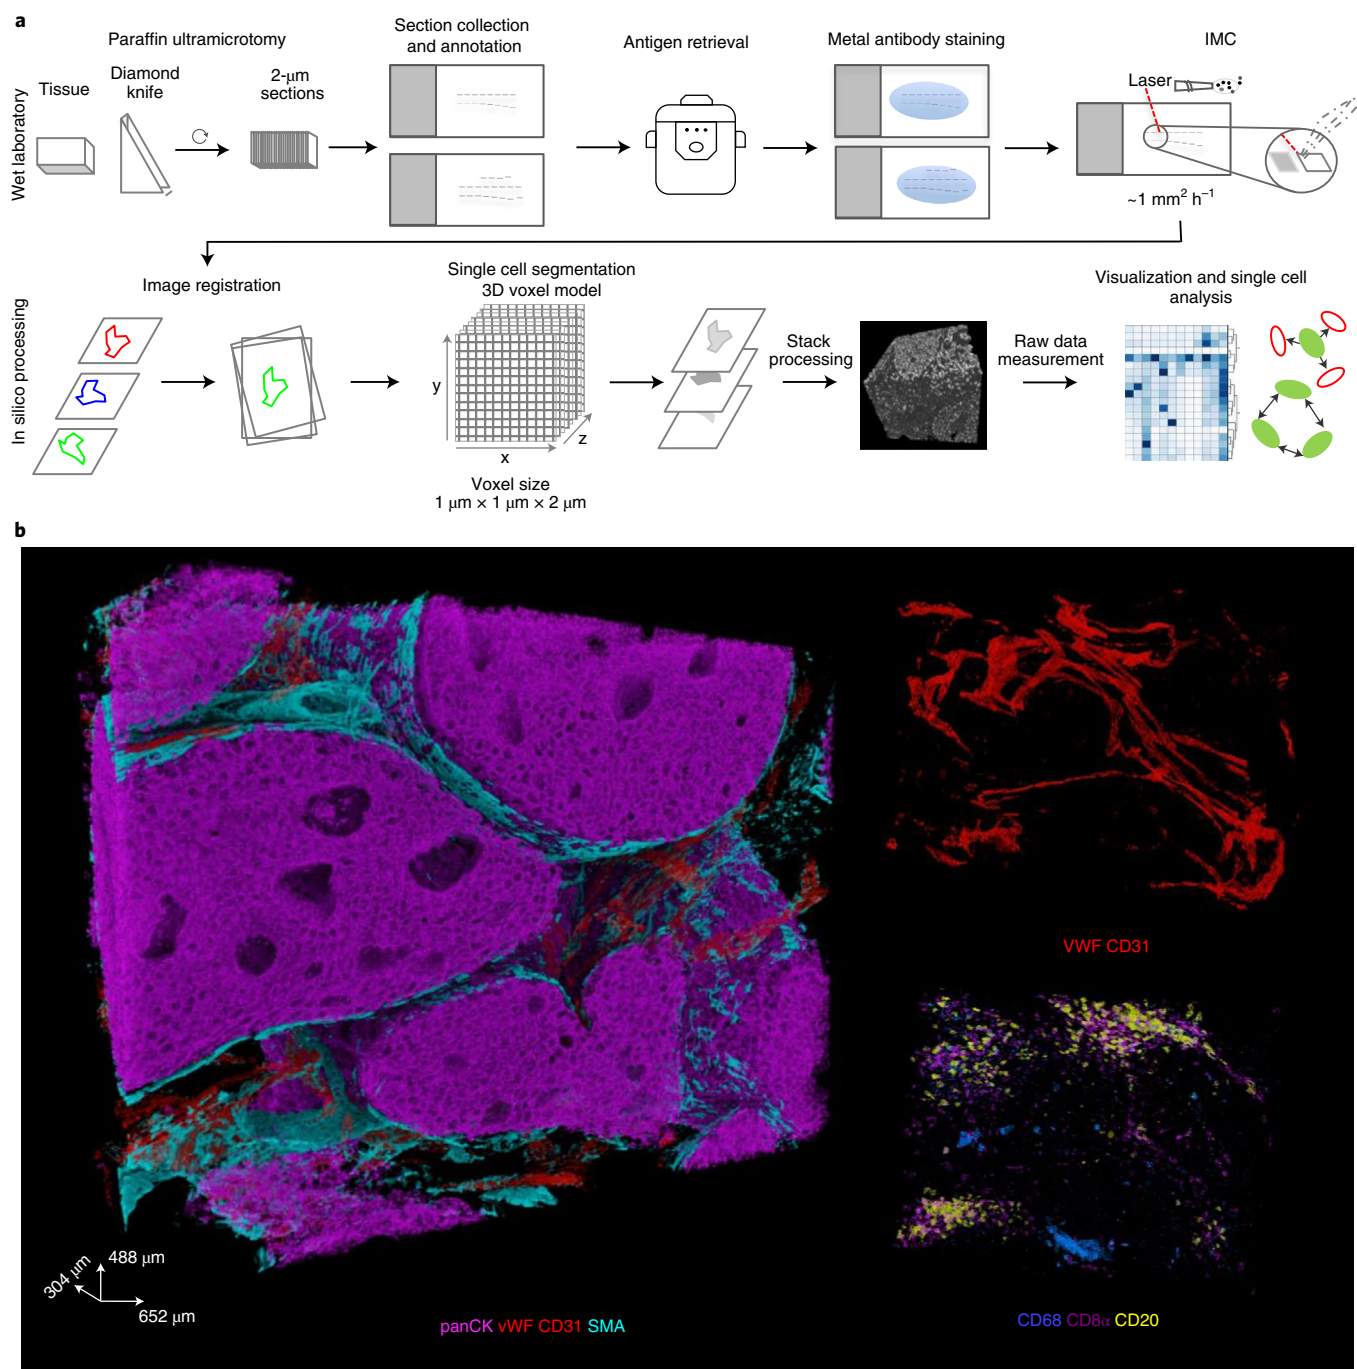 a
Wet laboratory
Paraffin ultramicrotomy
Tissue
Diamond
knife
2-μm
sections
Section collection
and annotation
Antigen retrieval
Metal antibody staining
IMC
Laser
~1 mm² h⁻¹
In silico processing
Image registration
Single cell segmentation
3D voxel model
y
x
z
Voxel size
1 μm × 1 μm × 2 μm
Stack
processing
Raw data
measurement
Visualization and single cell
analysis
b
304 μm
488 μm
652 μm
panCK vWF CD31 SMA
VWF CD31
CD68 CD8α CD20